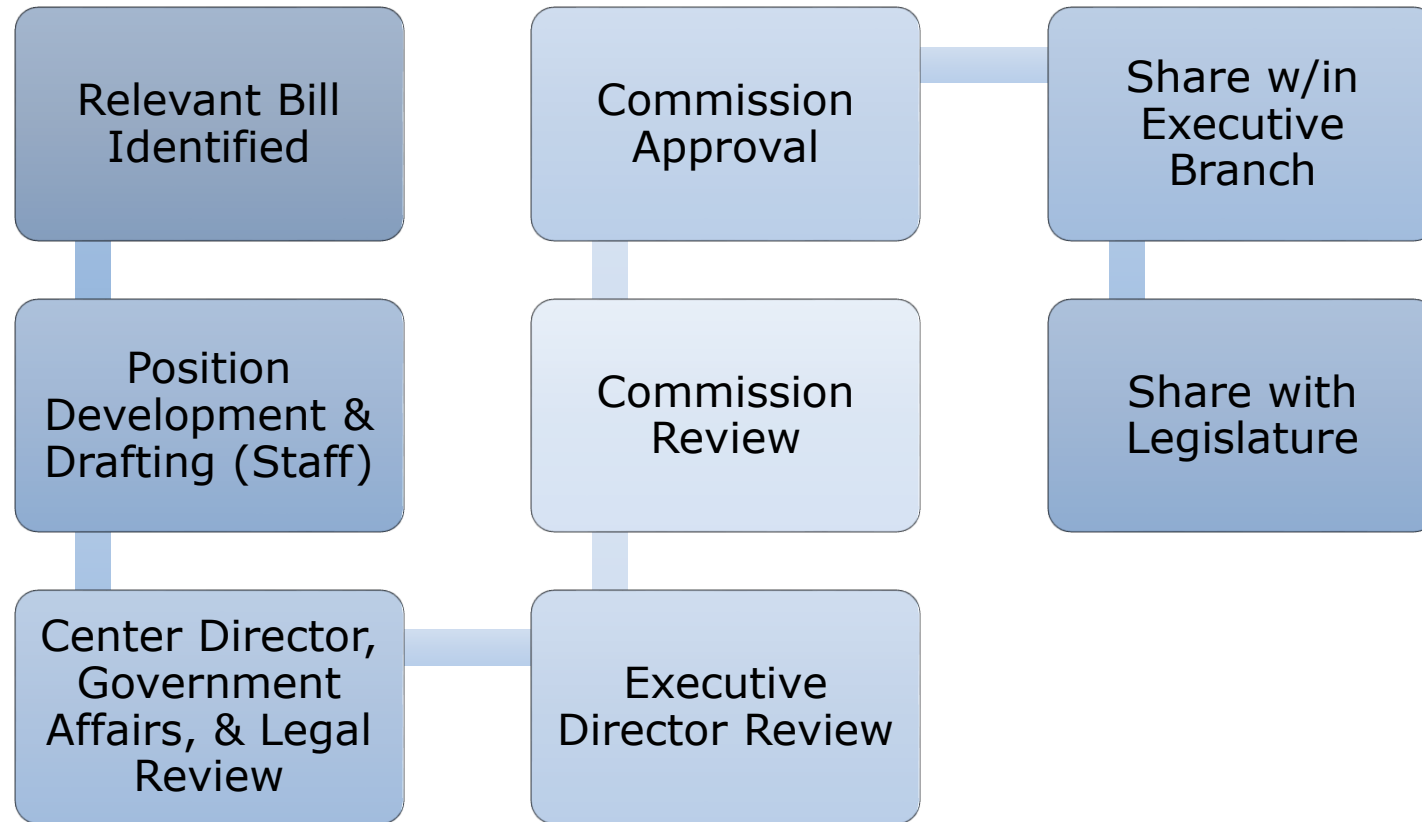 Relevant Bill
Identified
Position
Development &
Drafting (Staff)
Center Director,
Government
Affairs, & Legal
Review
Executive
Director Review
Commission
Review
Commission
Approval
Share w/in
Executive
Branch
Share with
Legislature